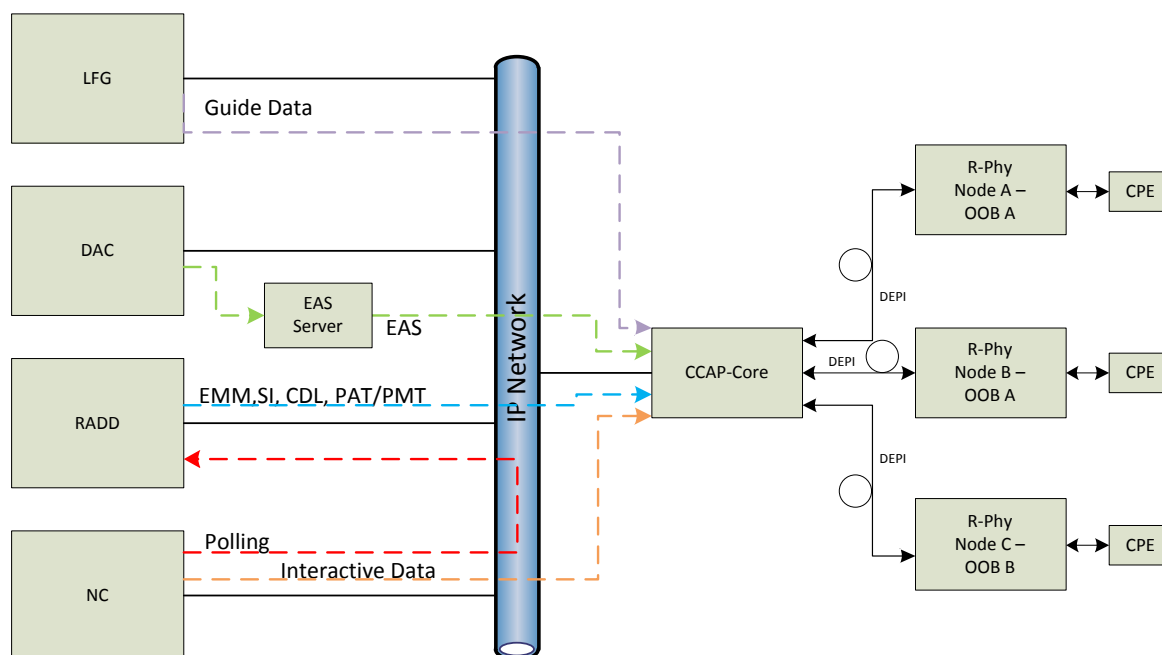 LFG
Guide Data
DAC
EAS
Server
EAS
RADD
EMM,SI, CDL, PAT/PMT
NC
Polling
Interactive Data
IP Network
CCAP-Core
DEPI
DEPI
DEPI
R-Phy
Node A –
OOB A
CPE
R-Phy
Node B –
OOB A
CPE
R-Phy
Node C –
OOB B
CPE